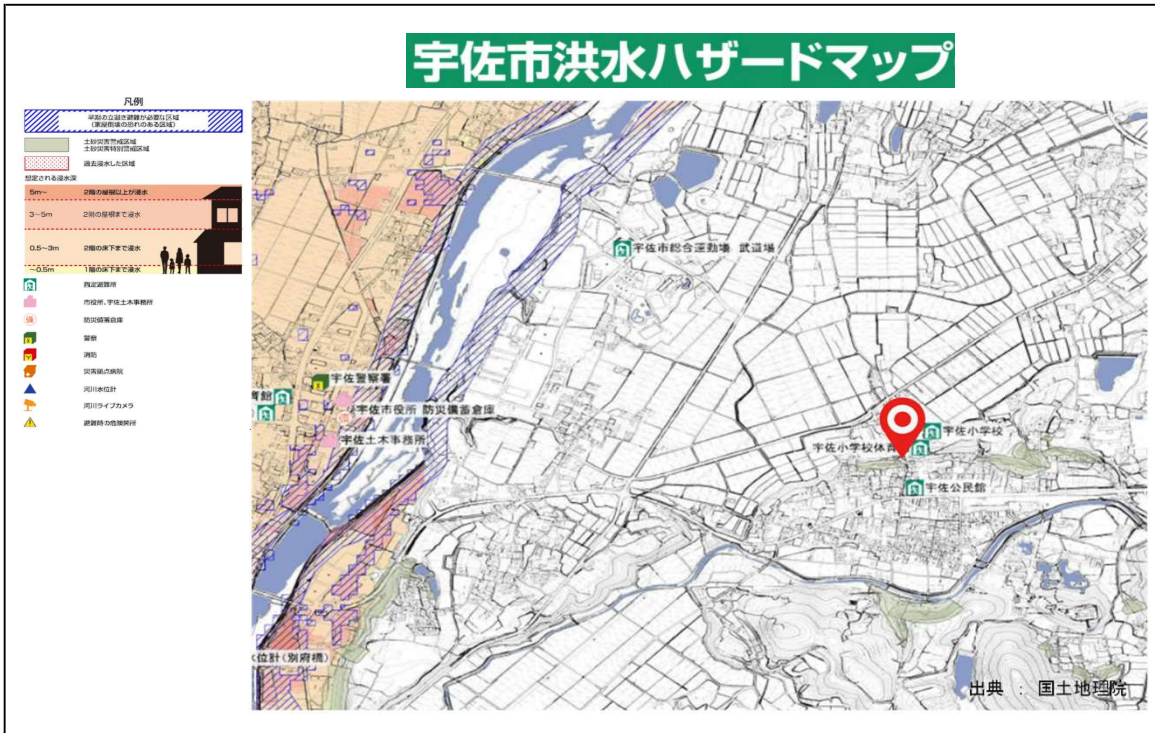 宇佐市洪水ハザードマップ
凡例
早期の立退き避難が必要な区域
(家屋倒壊の恐れのある区域)
土砂災害警戒区域
土砂災害特別警戒区域
過去浸水した区域
想定される浸水深
5m~ 2階の屋根以上が浸水
3~5m 2階の屋根まで浸水
0.5~3m 2階の床下まで浸水
~0.5m 1階の床下まで浸水
指定避難所
市役所、宇佐土木事務所
防災備蓄倉庫
警察
消防
災害拠点病院
河川水位計
河川ライブカメラ
避難時の危険箇所
宇佐市総合運動場 武道場
宇佐警察署
育館
宇佐市役所 防災備蓄倉庫
宇佐土木事務所
宇佐小学校
宇佐小学校体育
宇佐公民館
水位計(別府橋)
出典 : 国土地理院